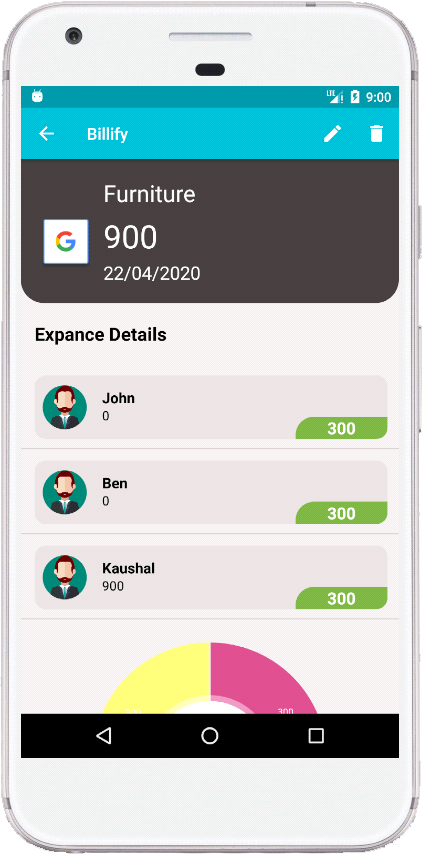 LTE 9:00
Billify
Furniture
G
900
22/04/2020
Expance Details
John
0
300
Ben
0
300
Kaushal
900
300
300